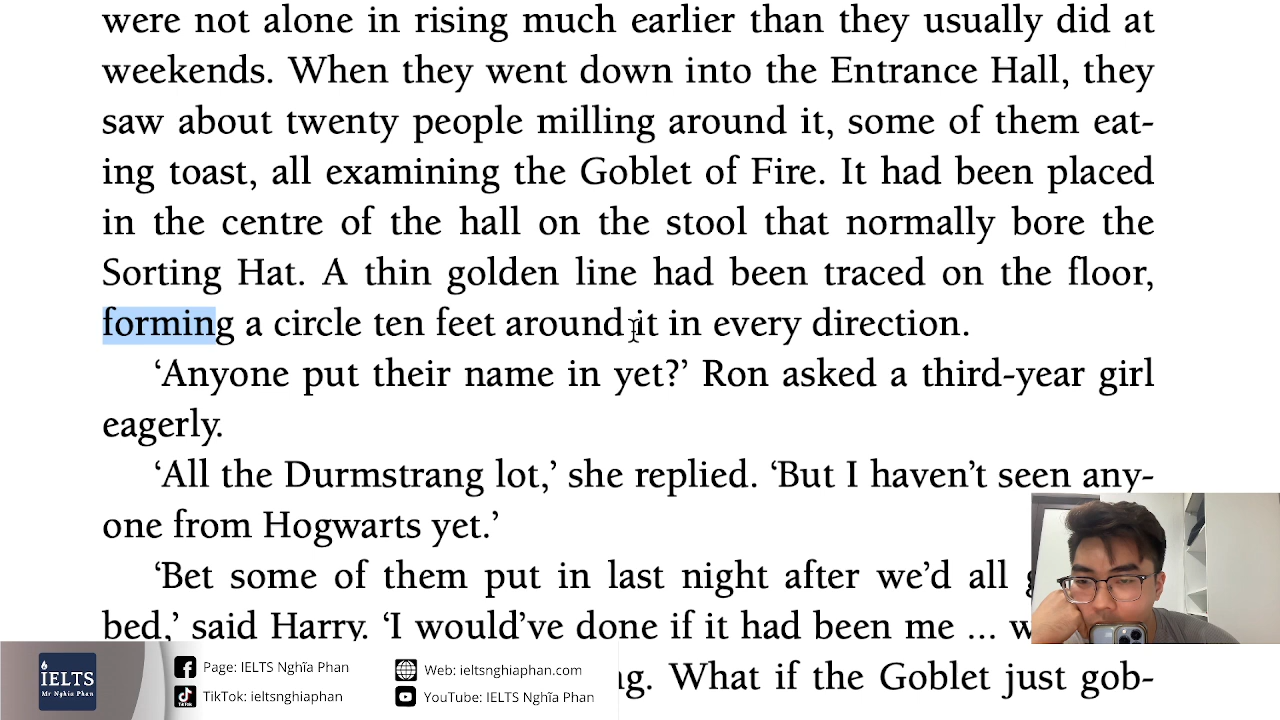 were not alone in rising much earlier than they usually did at
weekends. When they went down into the Entrance Hall, they
saw about twenty people milling around it, some of them eat-
ing toast, all examining the Goblet of Fire. It had been placed
in the centre of the hall on the stool that normally bore the
Sorting Hat. A thin golden line had been traced on the floor,
forming a circle ten feet around it in every direction.
‘Anyone put their name in yet?’ Ron asked a third-year girl
eagerly.
‘All the Durmstrang lot,’ she replied. ‘But I haven’t seen any-
one from Hogwarts yet.’
‘Bet some of them put in last night after we’d all
bed,’ said Harry. ‘I would’ve done if it had been me ...
What if the Goblet just gob-
IELTS
Mr Nghia Phan
Page: IELTS Nghĩa Phan
TikTok: ieltsnghiaphan
Web: ieltsnghiaphan.com
YouTube: IELTS Nghĩa Phan